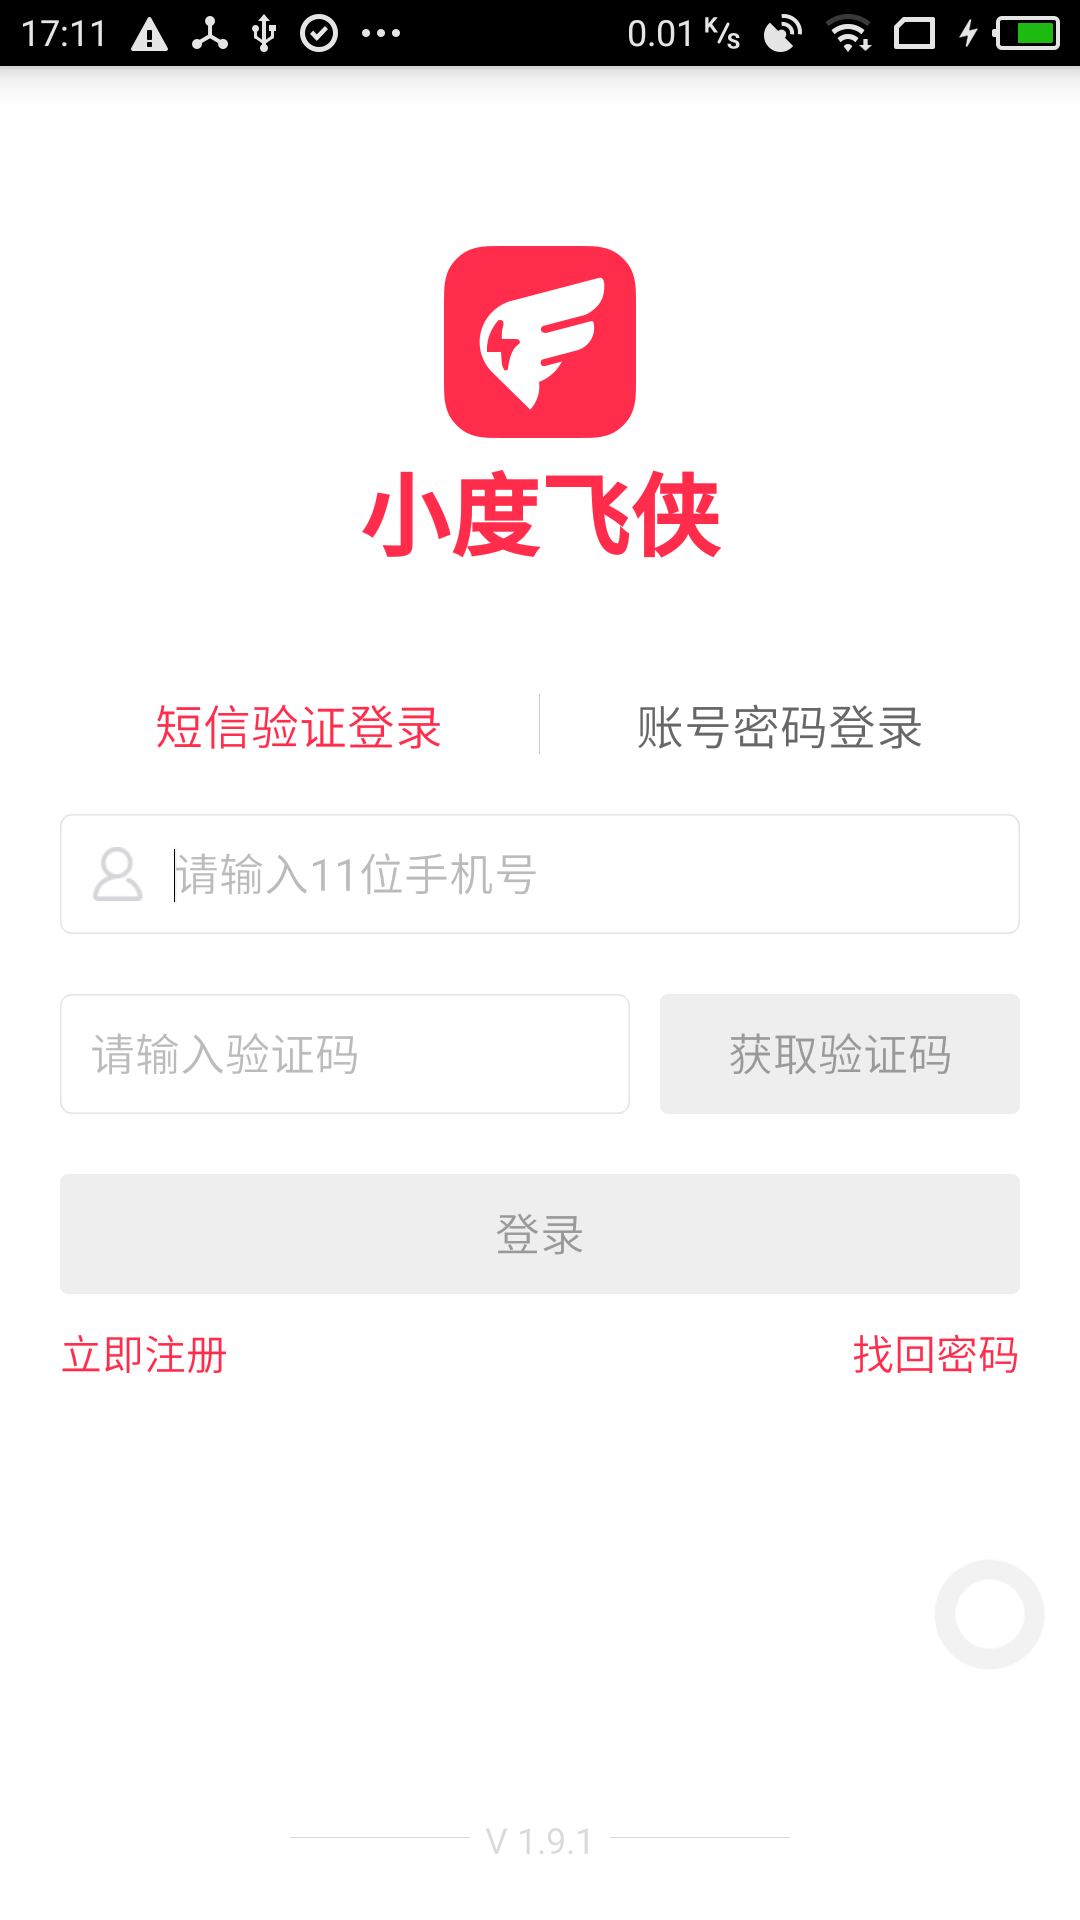 17:11 0.01 K/s
小度飞侠
短信验证登录 账号密码登录
请输入11位手机号
请输入验证码 获取验证码
登录
立即注册 找回密码
V 1.9.1